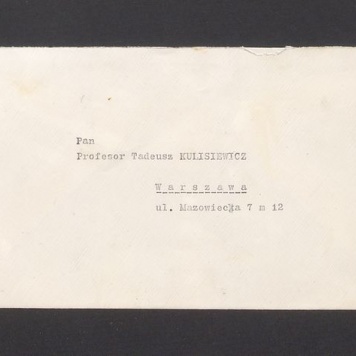 Pan
Profesor Tadeusz KULISIEWICZ
Warszawa
ul. Mazowiecka 7 m 12